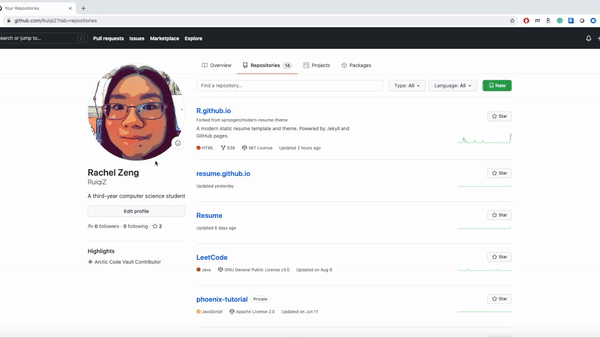 Your Repositories
github.com/RuiqiZ?tab=repositories
search or jump to...
/
Pull requests Issues Marketplace Explore
Overview Repositories 14 Projects Packages
Find a repository...
Type: All
Language: All
New
R.github.io
Star
Forked from sproogen/modern-resume-theme
A modern static resume template and theme. Powered by Jekyll and
GitHub pages.
HTML 536 MIT License Updated 2 hours ago
Rachel Zeng
RuiqiZ
A third-year computer science student
Edit profile
0 followers · 0 following · 2
Highlights
Arctic Code Vault Contributor
resume.github.io
Star
Updated yesterday
Resume
Star
Updated 6 days ago
LeetCode
Star
Java GNU General Public License v3.0 Updated on Aug 9
phoenix-tutorial Private
Star
JavaScript Apache License 2.0 Updated on Jun 11